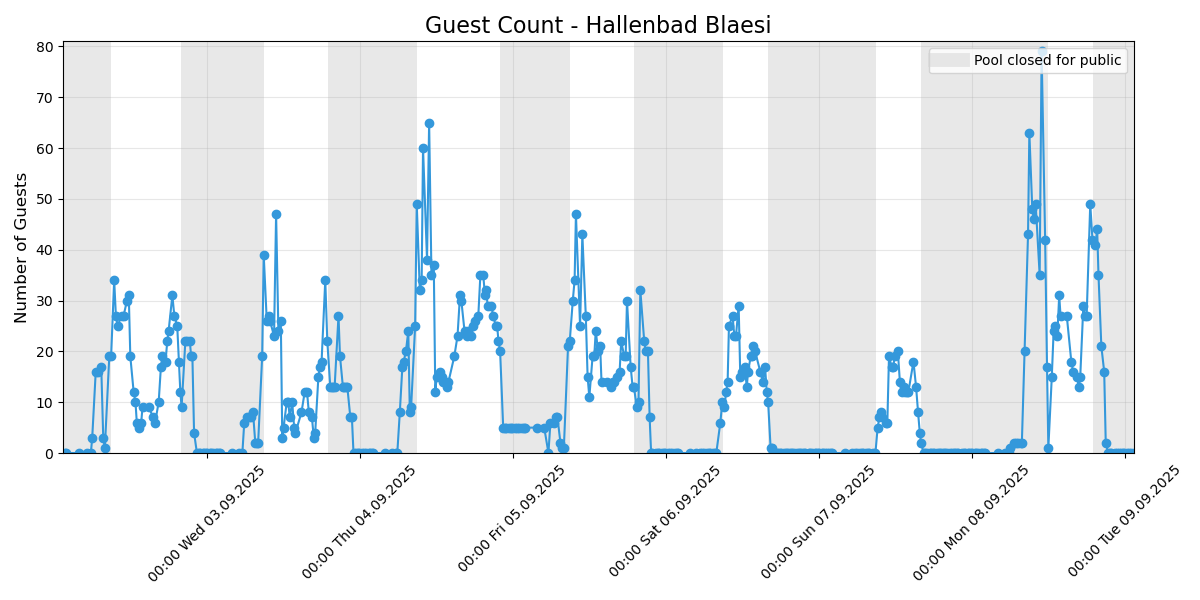 Guest Count - Hallenbad Blaesi
Pool closed for public
Number of Guests
80
70
60
50
40
30
20
10
0
00:00 Wed 03.09.2025
00:00 Thu 04.09.2025
00:00 Fri 05.09.2025
00:00 Sat 06.09.2025
00:00 Sun 07.09.2025
00:00 Mon 08.09.2025
00:00 Tue 09.09.2025